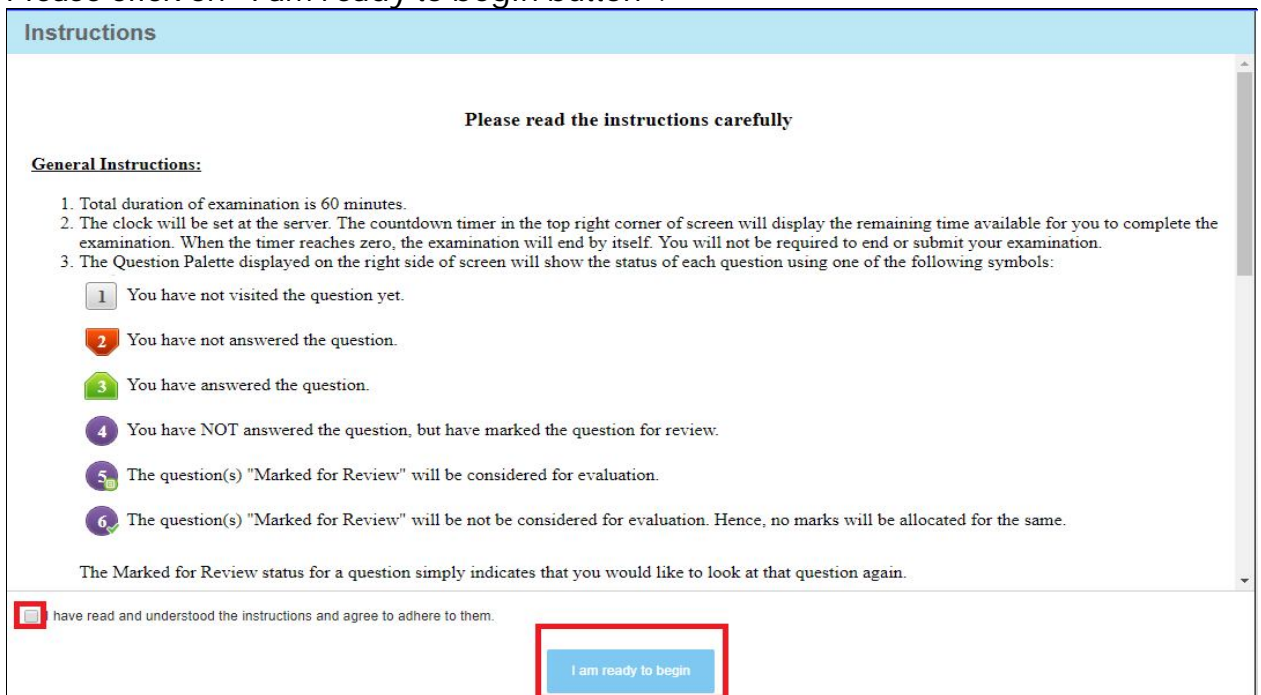 Please click on "I am ready to begin button".
Instructions
Please read the instructions carefully
General Instructions:
1. Total duration of examination is 60 minutes.
2. The clock will be set at the server. The countdown timer in the top right corner of screen will display the remaining time available for you to complete the
examination. When the timer reaches zero, the examination will end by itself. You will not be required to end or submit your examination.
3. The Question Palette displayed on the right side of screen will show the status of each question using one of the following symbols:
1 You have not visited the question yet.
2 You have not answered the question.
3 You have answered the question.
4 You have NOT answered the question, but have marked the question for review.
5 The question(s) "Marked for Review" will be considered for evaluation.
6 The question(s) "Marked for Review" will be not be considered for evaluation. Hence, no marks will be allocated for the same.
The Marked for Review status for a question simply indicates that you would like to look at that question again.
I have read and understood the instructions and agree to adhere to them.
I am ready to begin